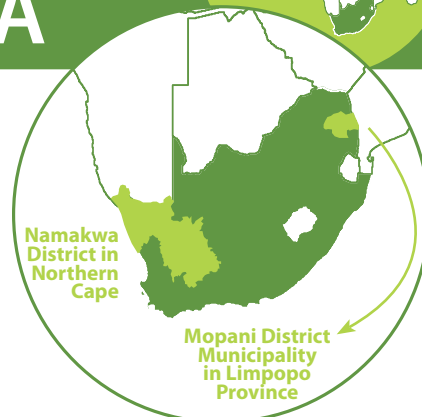 A
Namakwa
District in
Northern
Cape
Mopani District
Municipality
in Limpopo
Province